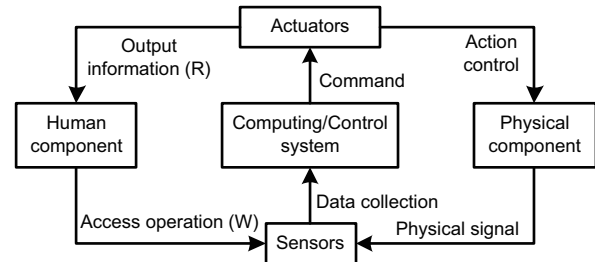 Actuators
Output
information (R)
Action
control
Command
Human
component
Computing/Control
system
Physical
component
Data collection
Access operation (W)
Physical signal
Sensors